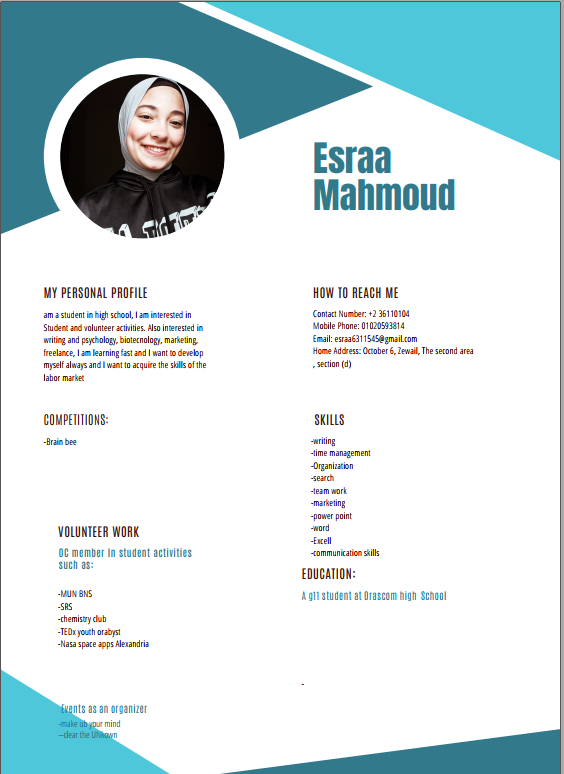 Esraa
Mahmoud
MY PERSONAL PROFILE
am a student in high school, I am interested in
Student and volunteer activities. Also interested in
writing and psychology, biotecnology, marketing,
freelance, I am learning fast and I want to develop
myself always and I want to acquire the skills of the
labor market
HOW TO REACH ME
Contact Number: +2 36110104
Mobile Phone: 01020593814
Email: esraa6311545@gmail.com
Home Address: October 6, Zewail, The second area
, section (d)
COMPETITIONS:
-Brain bee
SKILLS
-writing
-time management
-Organization
-search
-team work
-marketing
-power point
-word
-Excell
-communication skills
VOLUNTEER WORK
OC member In student activities
such as:
-MUN BNS
-SRS
-chemistry club
-TEDx youth orabyst
-Nasa space apps Alexandria
EDUCATION:
A g11 student at Orascom high School
-
Events as an organizer
-make ub your mind
–dear the UNkown